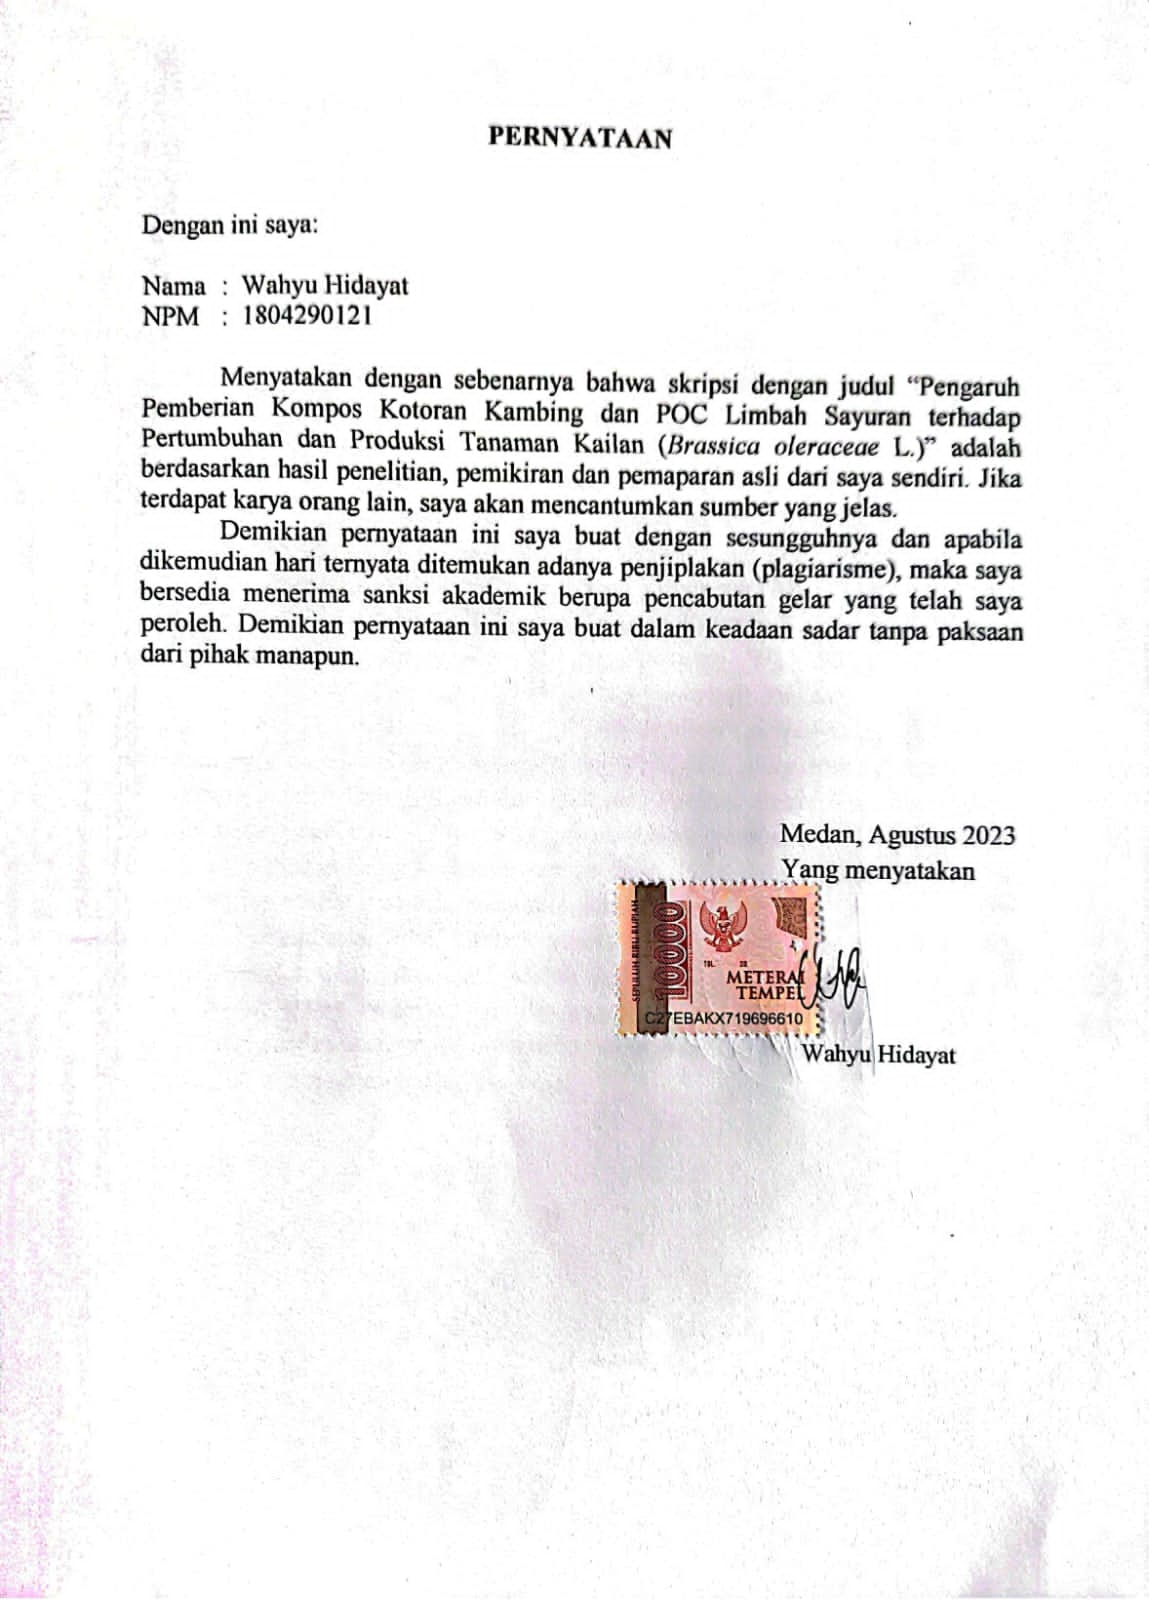 PERNYATAAN
Dengan ini saya:
Nama : Wahyu Hidayat
NPM : 1804290121
Menyatakan dengan sebenarnya bahwa skripsi dengan judul “Pengaruh
Pemberian Kompos Kotoran Kambing dan POC Limbah Sayuran terhadap
Pertumbuhan dan Produksi Tanaman Kailan (Brassica oleraceae L.)” adalah
berdasarkan hasil penelitian, pemikiran dan pemaparan asli dari saya sendiri. Jika
terdapat karya orang lain, saya akan mencantumkan sumber yang jelas.
Demikian pernyataan ini saya buat dengan sesungguhnya dan apabila
dikemudian hari ternyata ditemukan adanya penjiplakan (plagiarisme), maka saya
bersedia menerima sanksi akademik berupa pencabutan gelar yang telah saya
peroleh. Demikian pernyataan ini saya buat dalam keadaan sadar tanpa paksaan
dari pihak manapun.
Medan, Agustus 2023
Yang menyatakan
SEPULUH RIBU RUPIAH
10000
METERAI
TEMPEL
C27EBAKX719696610
Wahyu Hidayat